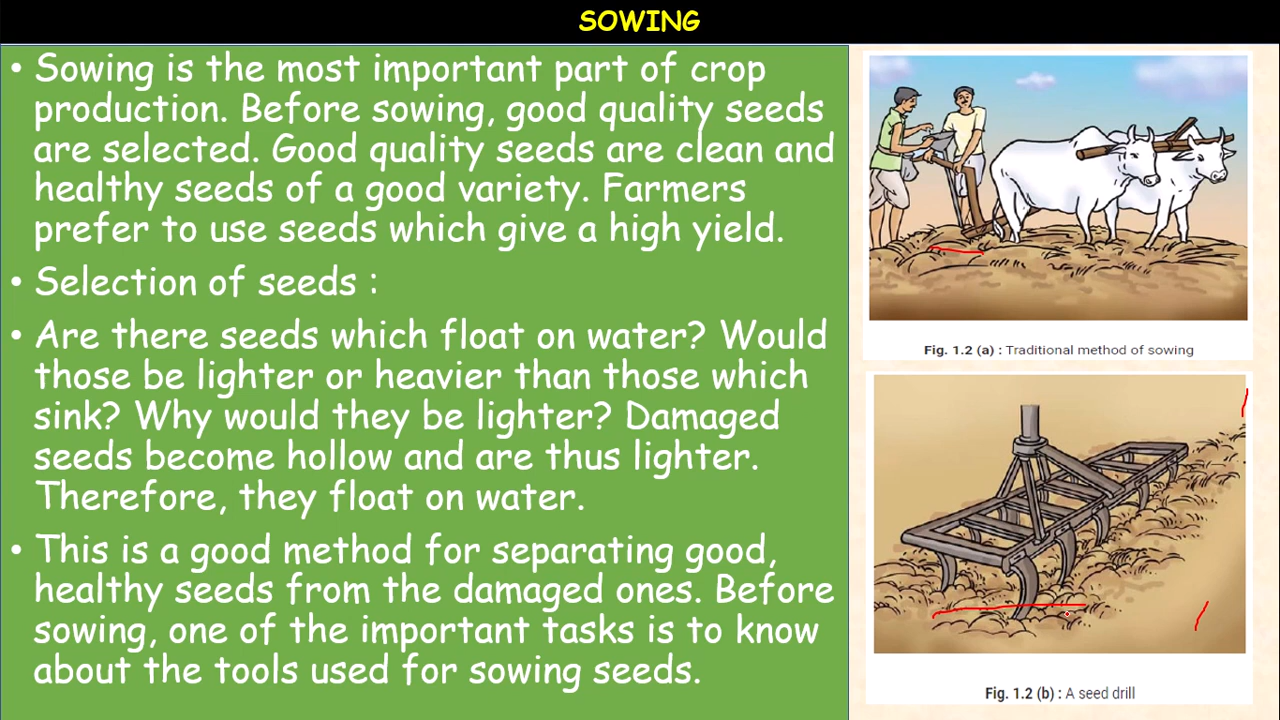 SOWING
• Sowing is the most important part of crop
production. Before sowing, good quality seeds
are selected. Good quality seeds are clean and
healthy seeds of a good variety. Farmers
prefer to use seeds which give a high yield.
• Selection of seeds :
• Are there seeds which float on water? Would
those be lighter or heavier than those which
sink? Why would they be lighter? Damaged
seeds become hollow and are thus lighter.
Therefore, they float on water.
• This is a good method for separating good,
healthy seeds from the damaged ones. Before
sowing, one of the important tasks is to know
about the tools used for sowing seeds.
Fig. 1.2 (a) : Traditional method of sowing
Fig. 1.2 (b) : A seed drill